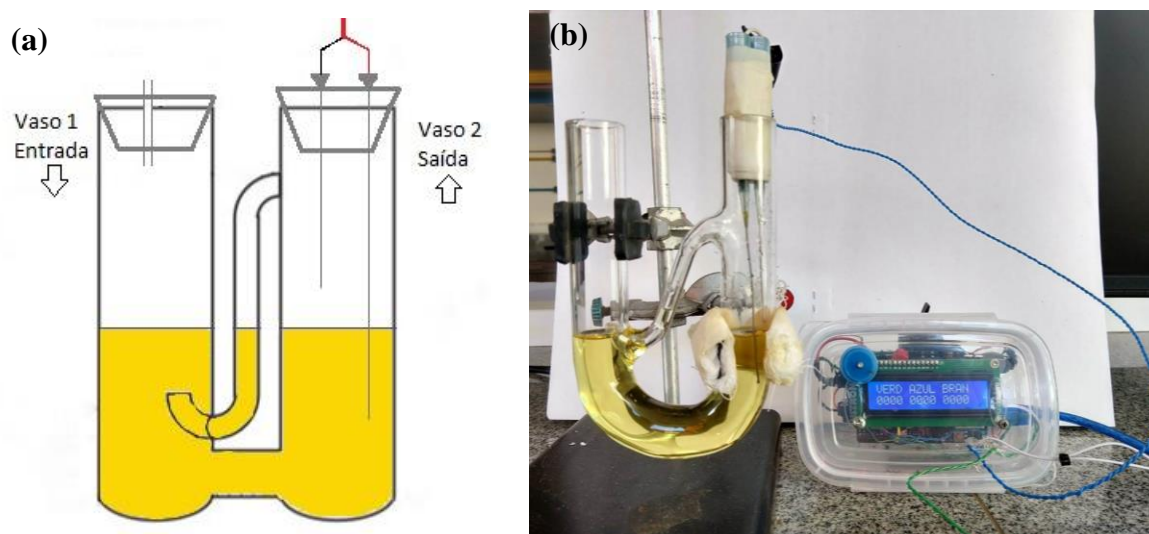 (a)
Vaso 1
Entrada
Vaso 2
Saída
(b)
VERD AZUL BRAN
0000 0000 0000